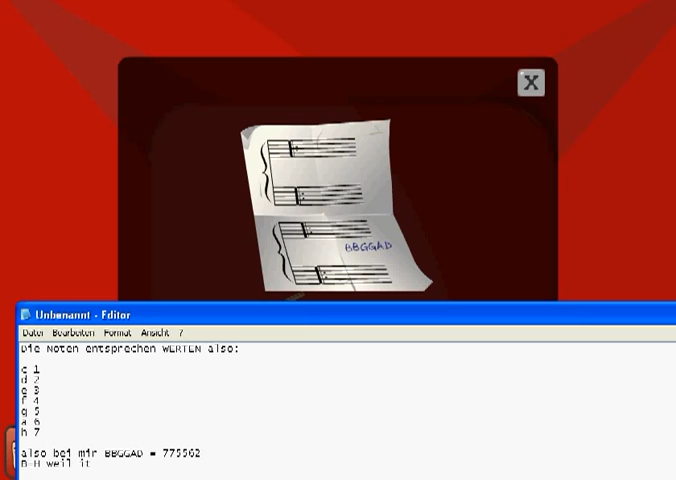 X
BBGGAD
Unbenannt - Editor
Datei Bearbeiten Format Ansicht ?
Die Noten entsprechen WERTEN also:
c 1
d 2
e 3
f 4
g 5
a 6
h 7
also bei mir BBGGAD = 775562
B=H weil it